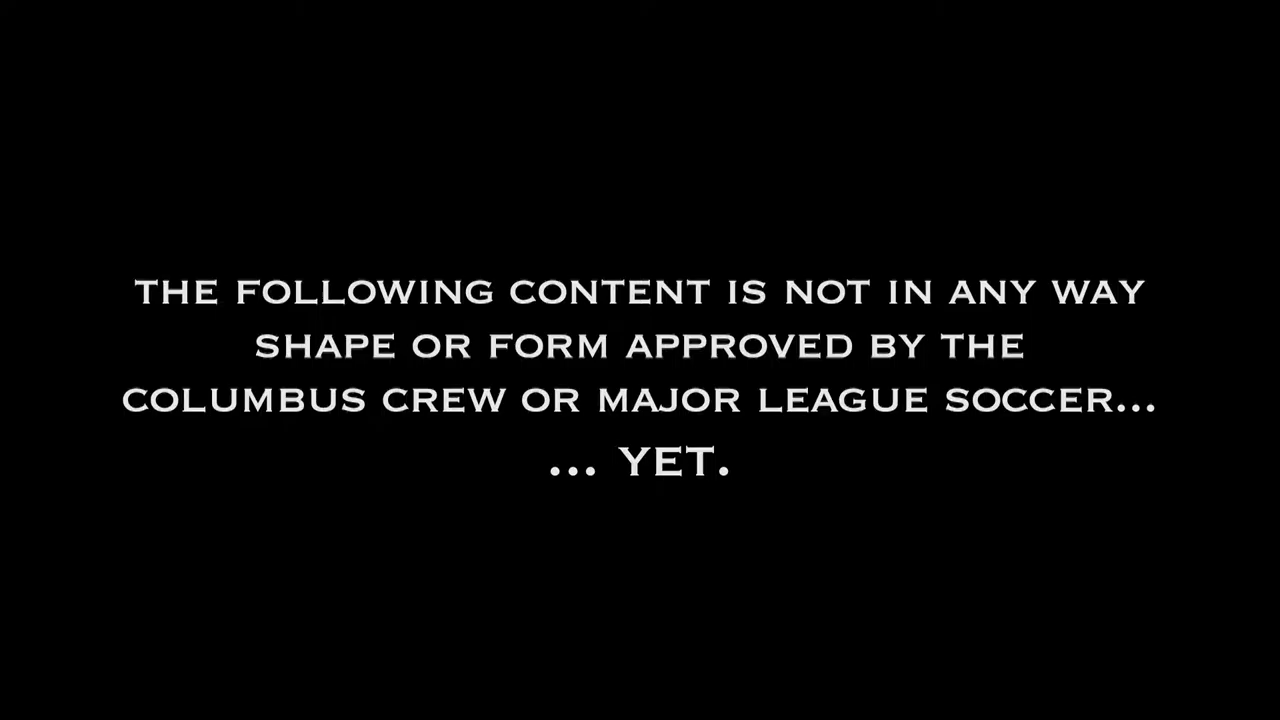 THE FOLLOWING CONTENT IS NOT IN ANY WAY
SHAPE OR FORM APPROVED BY THE
COLUMBUS CREW OR MAJOR LEAGUE SOCCER...
... YET.